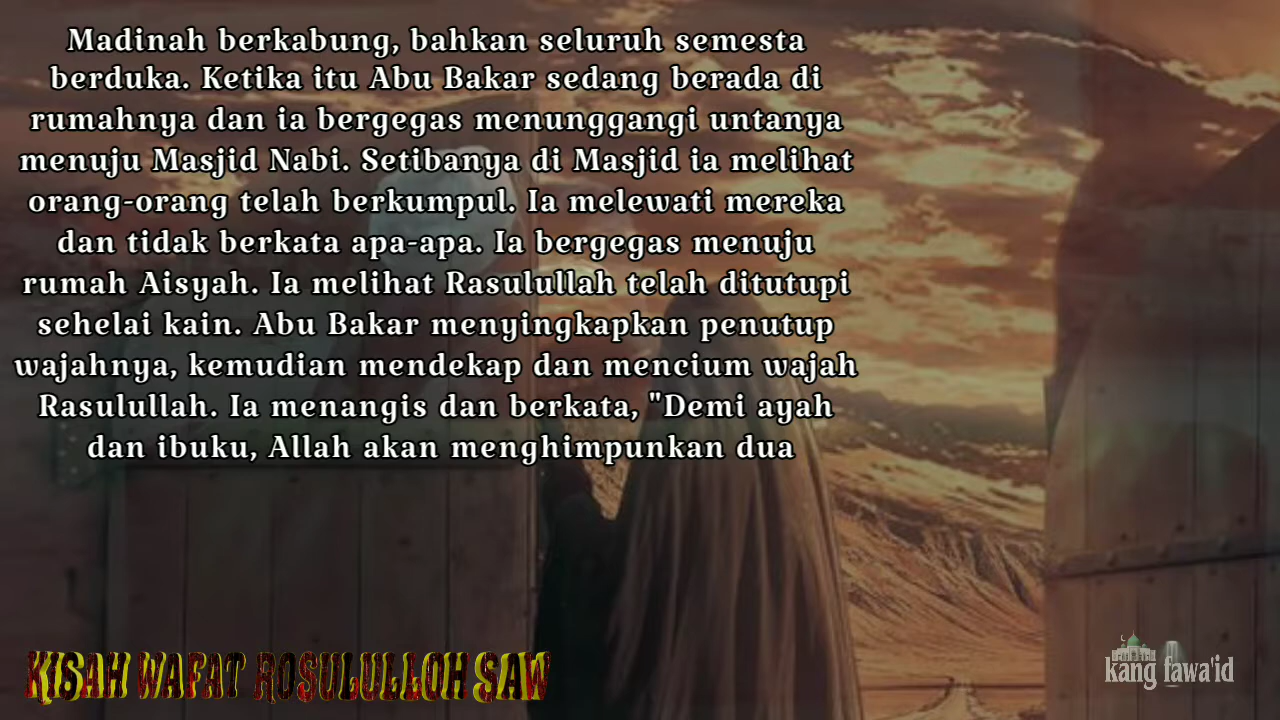 Madinah berkabung, bahkan seluruh semesta
berduka. Ketika itu Abu Bakar sedang berada di
rumahnya dan ia bergegas menunggangi untanya
menuju Masjid Nabi. Setibanya di Masjid ia melihat
orang-orang telah berkumpul. Ia melewati mereka
dan tidak berkata apa-apa. Ia bergegas menuju
rumah Aisyah. Ia melihat Rasulullah telah ditutupi
sehelai kain. Abu Bakar menyingkapkan penutup
wajahnya, kemudian mendekap dan mencium wajah
Rasulullah. Ia menangis dan berkata, "Demi ayah
dan ibuku, Allah akan menghimpunkan dua
KISAH WAFAT ROSULULLOH SAW
kang fawa'id